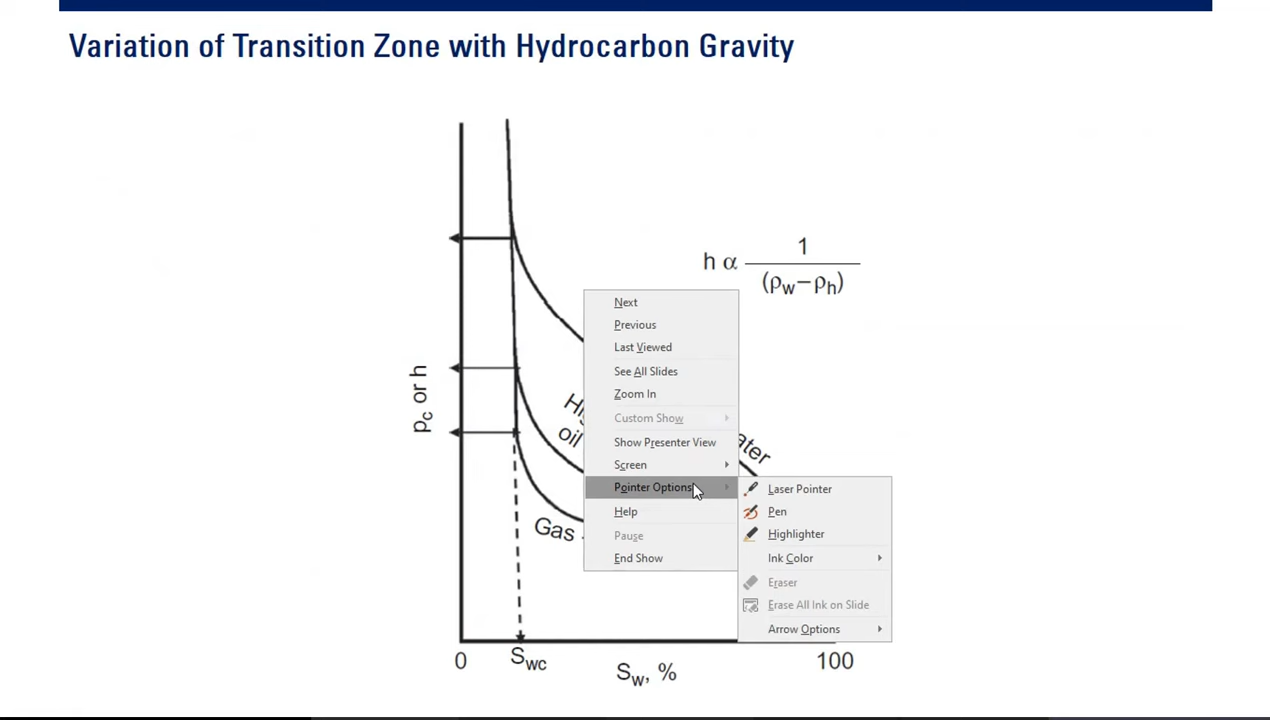 Variation of Transition Zone with Hydrocarbon Gravity
h α 1
(ρw−ρh)
pc or h
oil
Gas
0
Swc
Sw, %
100
Next
Previous
Last Viewed
See All Slides
Zoom In
Custom Show
Show Presenter View
Screen
Pointer Options
Help
Pause
End Show
Laser Pointer
Pen
Highlighter
Ink Color
Eraser
Erase All Ink on Slide
Arrow Options